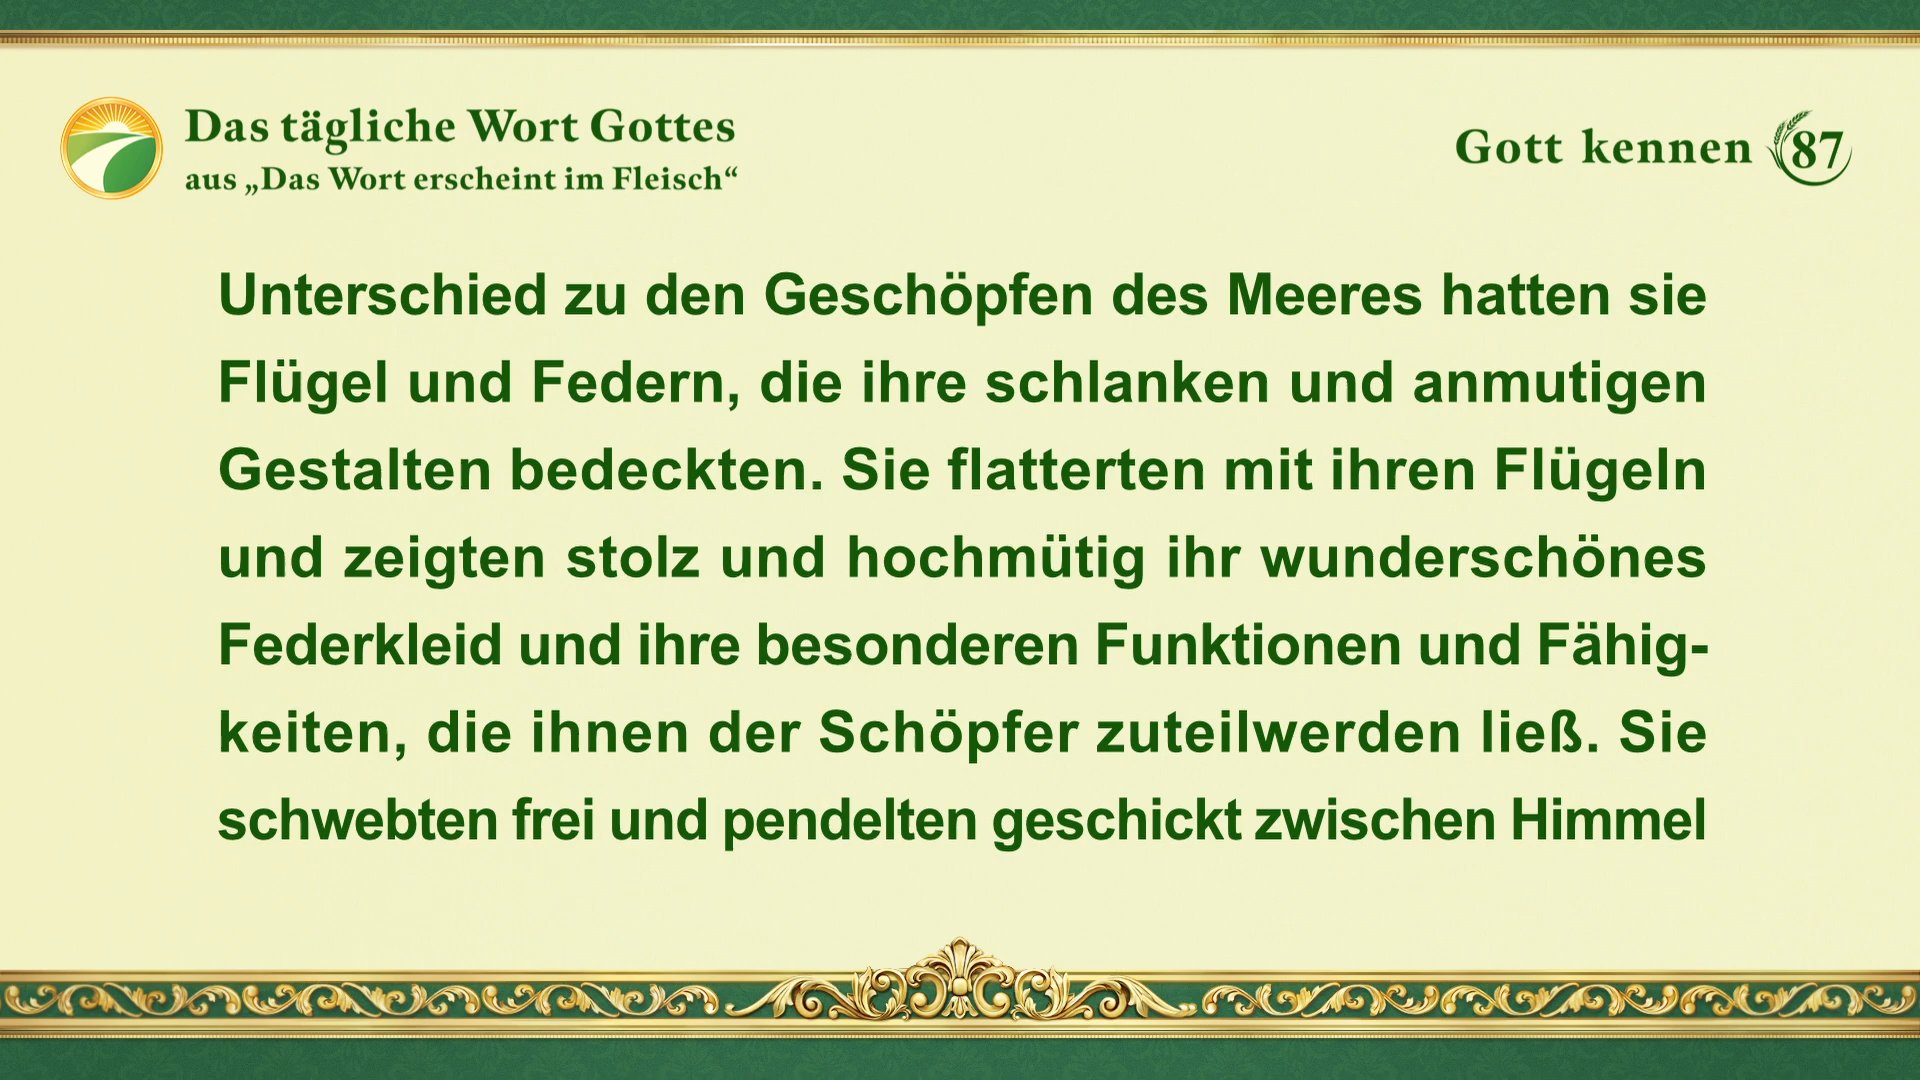 Das tägliche Wort Gottes
aus „Das Wort erscheint im Fleisch“
Gott kennen 87
Unterschied zu den Geschöpfen des Meeres hatten sie
Flügel und Federn, die ihre schlanken und anmutigen
Gestalten bedeckten. Sie flatterten mit ihren Flügeln
und zeigten stolz und hochmütig ihr wunderschönes
Federkleid und ihre besonderen Funktionen und Fähig-
keiten, die ihnen der Schöpfer zuteilwerden ließ. Sie
schwebten frei und pendelten geschickt zwischen Himmel